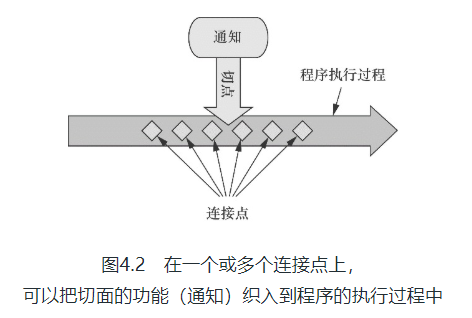 通知
切点
程序执行过程
连接点
图4.2　在一个或多个连接点上，
可以把切面的功能（通知）织入到程序的执行过程中